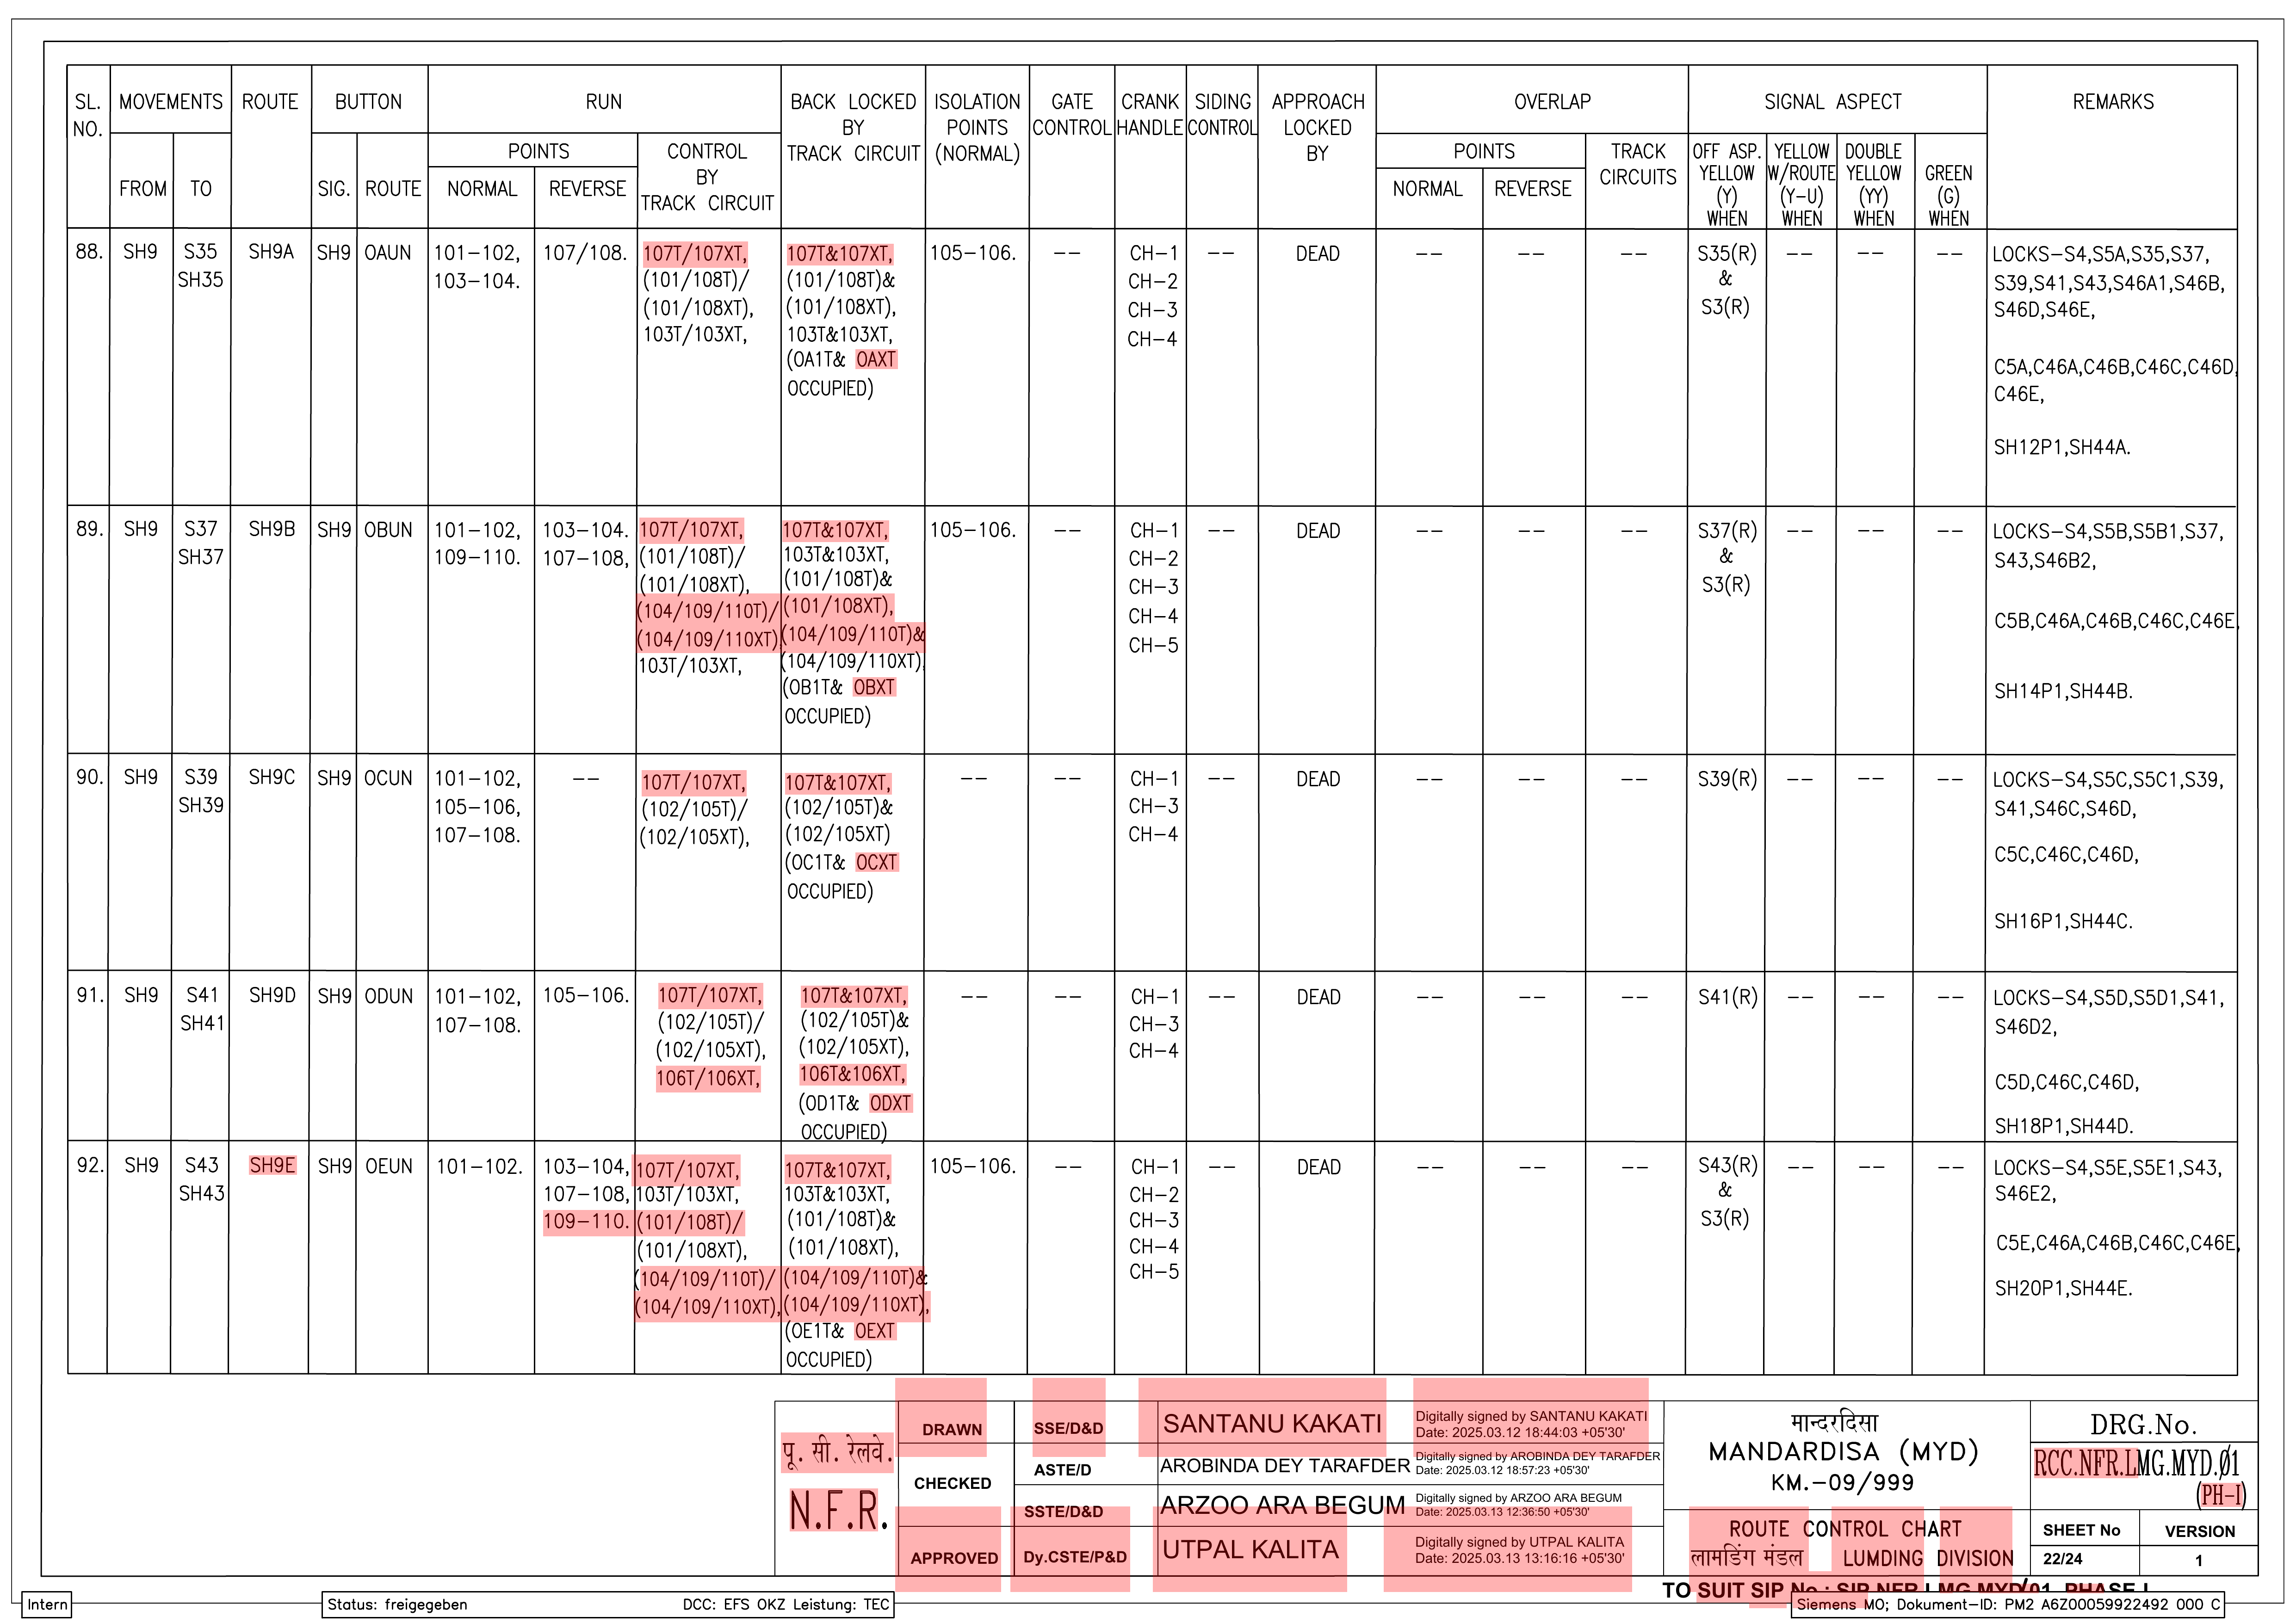 SL. NO. MOVEMENTS ROUTE BUTTON RUN BACK LOCKED BY TRACK CIRCUIT ISOLATION POINTS (NORMAL) GATE CONTROL CRANK HANDLE SIDING CONTROL APPROACH LOCKED BY OVERLAP SIGNAL ASPECT REMARKS
FROM TO SIG. ROUTE POINTS CONTROL BY TRACK CIRCUIT POINTS TRACK CIRCUITS OFF ASP. YELLOW (Y) WHEN YELLOW W/ROUTE (Y-U) WHEN DOUBLE YELLOW (YY) WHEN GREEN (G) WHEN
NORMAL REVERSE NORMAL REVERSE
88. SH9 S35 SH9A SH9 OAUN 101-102, 107/108. 107T/107XT, 107T&107XT, 105-106. -- CH-1 -- DEAD -- -- -- S35(R) -- -- -- LOCKS-S4,S5A,S35,S37,
SH35 103-104. (101/108T)/ (101/108T)& CH-2 & S39,S41,S43,S46A1,S46B,
(101/108XT), (101/108XT), CH-3 S3(R) S46D,S46E,
103T/103XT, 103T&103XT, CH-4
(OA1T& OAXT C5A,C46A,C46B,C46C,C46D,
OCCUPIED) C46E,
SH12P1,SH44A.
89. SH9 S37 SH9B SH9 OBUN 101-102, 103-104. 107T/107XT, 107T&107XT, 105-106. -- CH-1 -- DEAD -- -- -- S37(R) -- -- -- LOCKS-S4,S5B,S5B1,S37,
SH37 109-110. 107-108, (101/108T)/ 103T&103XT, CH-2 & S43,S46B2,
(101/108XT), (101/108T)& CH-3 S3(R)
(104/109/110T)/ (101/108XT), CH-4 C5B,C46A,C46B,C46C,C46E,
(104/109/110XT) (104/109/110T)& CH-5
103T/103XT, (104/109/110XT),
(OB1T& OBXT SH14P1,SH44B.
OCCUPIED)
90. SH9 S39 SH9C SH9 OCUN 101-102, -- 107T/107XT, 107T&107XT, -- -- CH-1 -- DEAD -- -- -- S39(R) -- -- -- LOCKS-S4,S5C,S5C1,S39,
SH39 105-106, (102/105T)/ (102/105T)& CH-3 S41,S46C,S46D,
107-108. (102/105XT), (102/105XT) CH-4 C5C,C46C,C46D,
(OC1T& OCXT
OCCUPIED) SH16P1,SH44C.
91. SH9 S41 SH9D SH9 ODUN 101-102, 105-106. 107T/107XT, 107T&107XT, -- -- CH-1 -- DEAD -- -- -- S41(R) -- -- -- LOCKS-S4,S5D,S5D1,S41,
SH41 107-108. (102/105T)/ (102/105T)& CH-3 S46D2,
(102/105XT), (102/105XT), CH-4
106T/106XT, 106T&106XT, C5D,C46C,C46D,
(OD1T& ODXT
OCCUPIED) SH18P1,SH44D.
92. SH9 S43 SH9E SH9 OEUN 101-102. 103-104, 107T/107XT, 107T&107XT, 105-106. -- CH-1 -- DEAD -- -- -- S43(R) -- -- -- LOCKS-S4,S5E,S5E1,S43,
SH43 107-108, 103T/103XT, 103T&103XT, CH-2 & S46E2,
109-110. (101/108T)/ (101/108T)& CH-3 S3(R)
(101/108XT), (101/108XT), CH-4 C5E,C46A,C46B,C46C,C46E,
(104/109/110T)/ (104/109/110T)& CH-5 SH20P1,SH44E.
(104/109/110XT), (104/109/110XT),
(OE1T& OEXT
OCCUPIED)
पू. सी. रेलवे.
N.F.R.
DRAWN SSE/D&D SANTANU KAKATI Digitally signed by SANTANU KAKATI
Date: 2025.03.12 18:44:03 +05'30'
CHECKED ASTE/D AROBINDA DEY TARAFDER Digitally signed by AROBINDA DEY TARAFDER
Date: 2025.03.12 18:57:23 +05'30'
SSTE/D&D ARZOO ARA BEGUM Digitally signed by ARZOO ARA BEGUM
Date: 2025.03.13 12:36:50 +05'30'
APPROVED Dy.CSTE/P&D UTPAL KALITA Digitally signed by UTPAL KALITA
Date: 2025.03.13 13:16:16 +05'30'
मान्दरदिसा
MANDARDISA (MYD)
KM.-09/999
ROUTE CONTROL CHART
लामडिंग मंडल LUMDING DIVISION
DRG.No.
RCC.NFR.LMG.MYD.Ø1
(PH-I)
SHEET No VERSION
22/24 1
TO SUIT SIP No.: SIP.NFR.LMG.MYD/01, PHASE-I
Intern
Status: freigegeben DCC: EFS OKZ Leistung: TEC
Siemens MO; Dokument-ID: PM2 A6Z00059922492 000 C